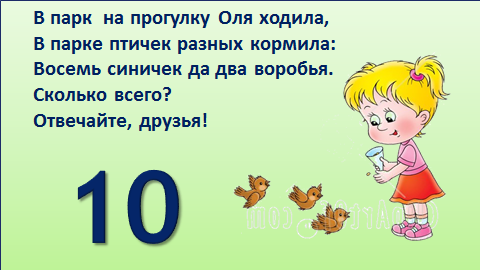 В парк на прогулку Оля ходила,
В парке птичек разных кормила:
Восемь синичек да два воробья.
Сколько всего?
Отвечайте, друзья!
10